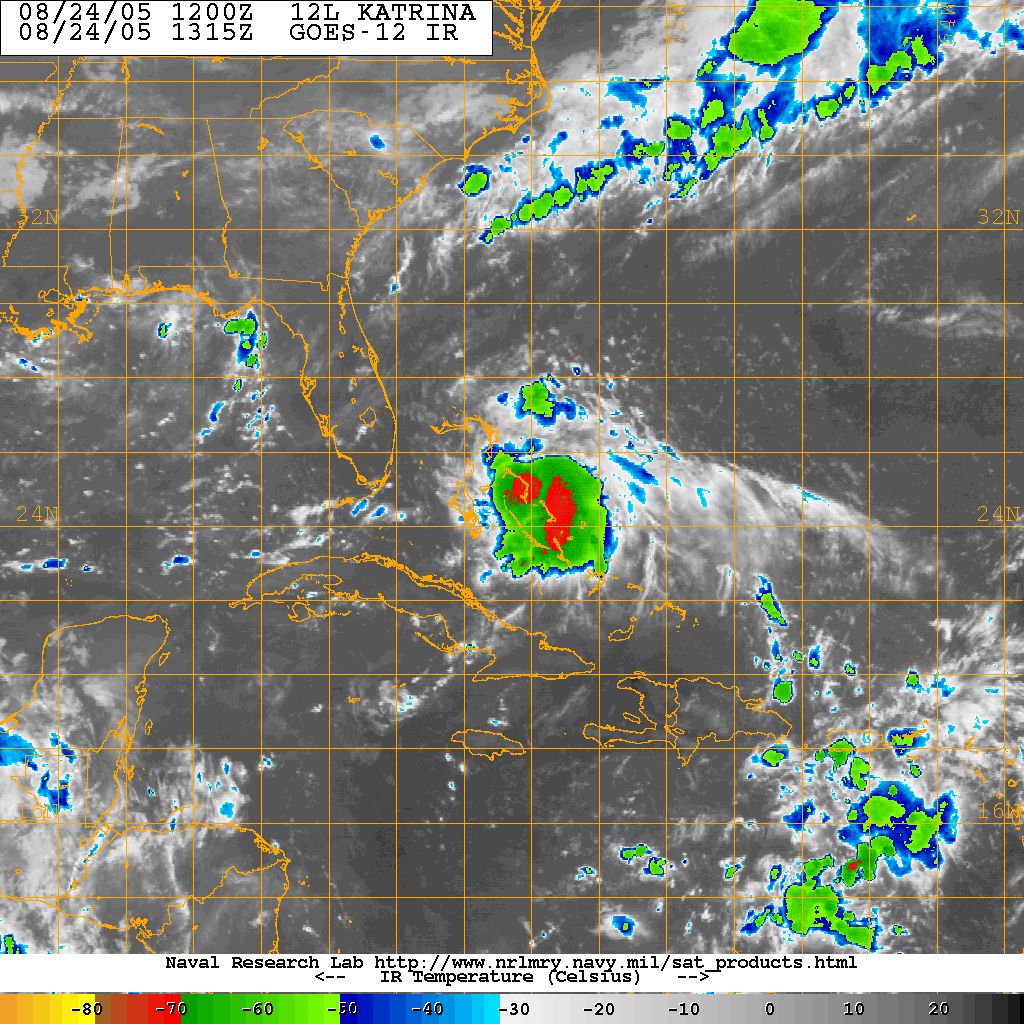 08/24/05 1200Z 12L KATRINA
08/24/05 1315Z GOES-12 IR
2N 32N
24N 24N
16N 16N
Naval Research Lab http://www.nrlmry.navy.mil/sat_products.html
<-- IR Temperature (Celsius) -->
-80 -70 -60 -50 -40 -30 -20 -10 0 10 20